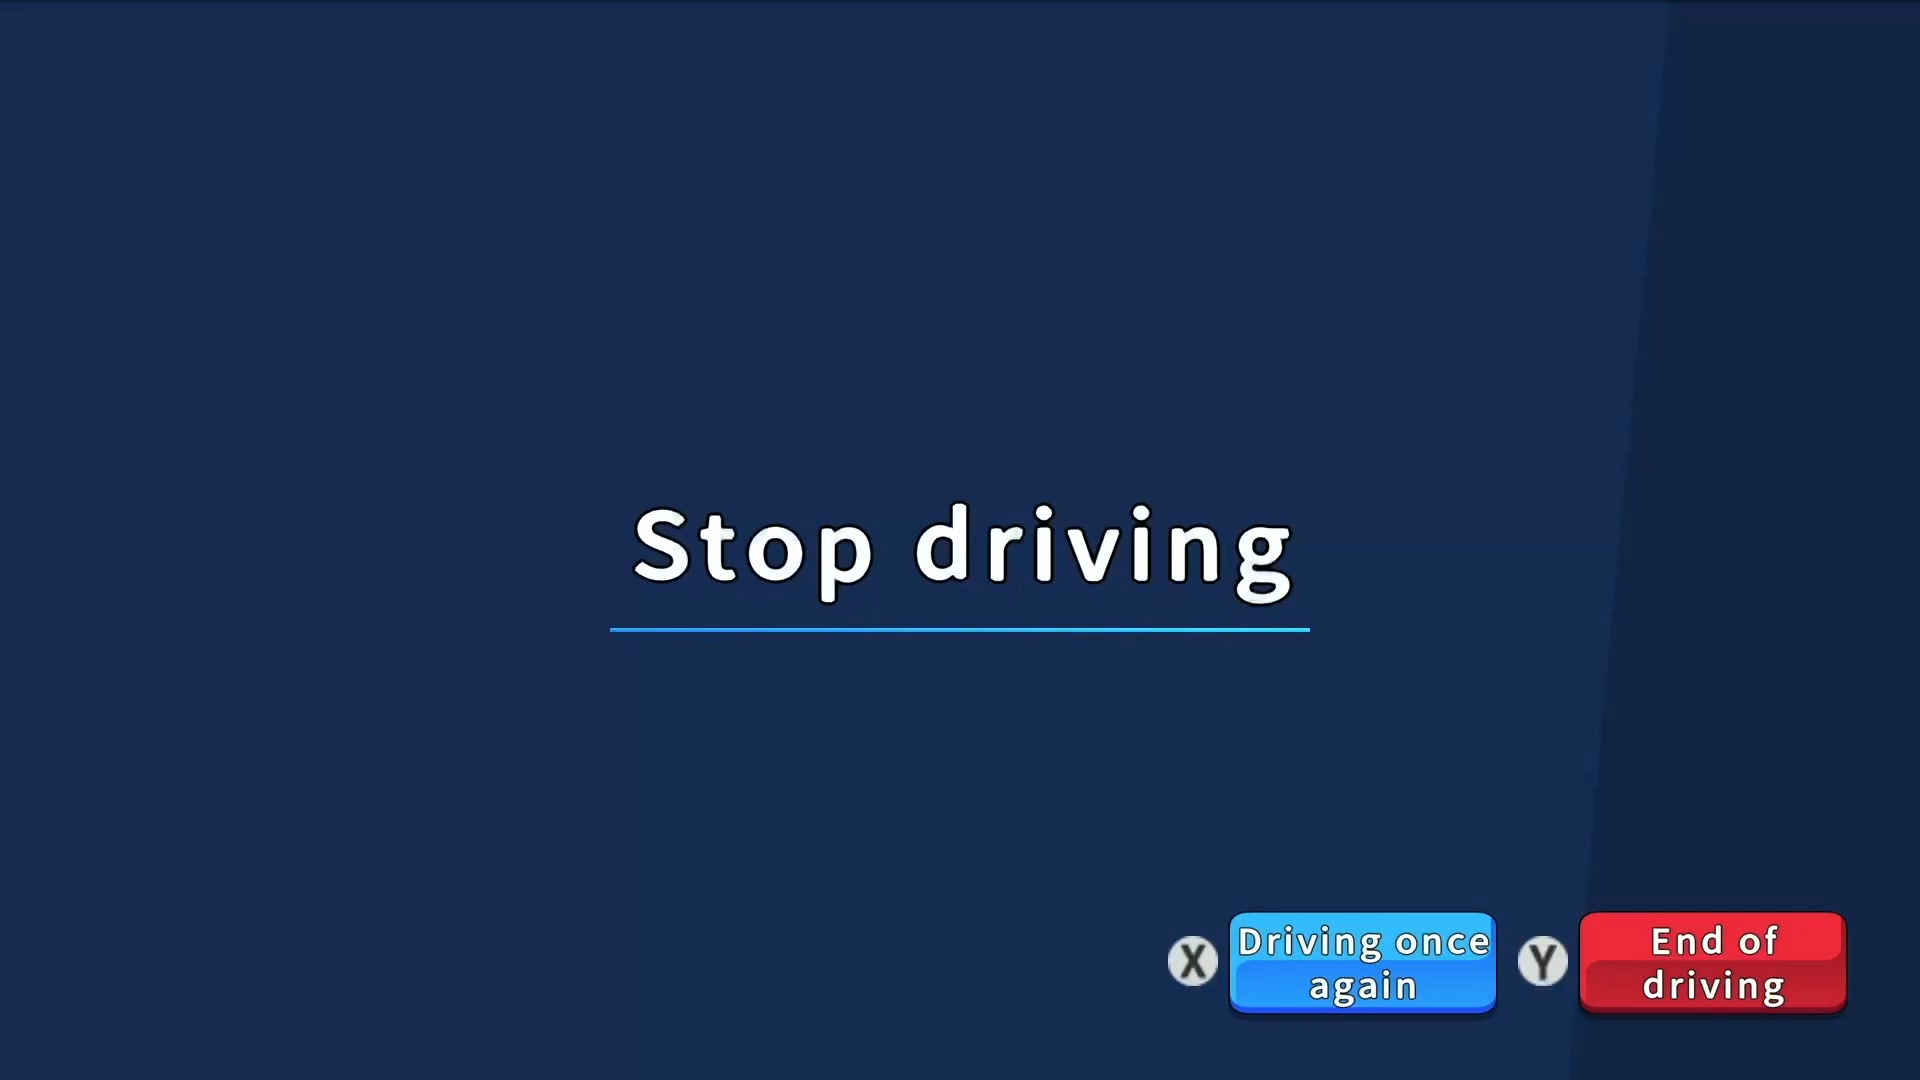 Stop driving
X
Driving once
again
Y
End of
driving